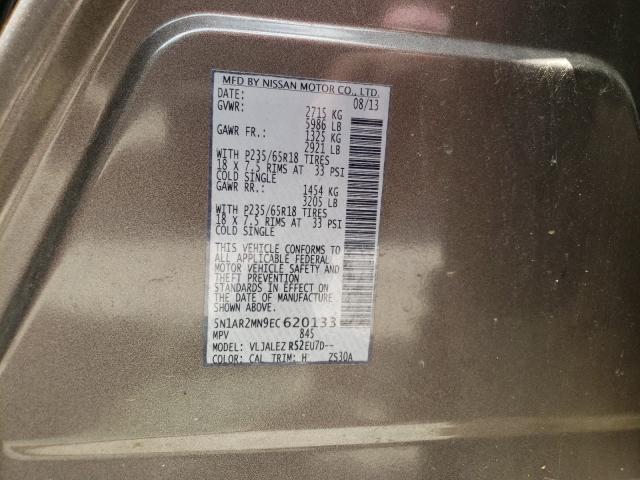 MFD BY NISSAN MOTOR CO., LTD.
DATE: 08/13
GVWR: 2715 KG
5986 LB
GAWR FR.: 1325 KG
2921 LB
WITH P235/65R18 TIRES
18 X 7.5 RIMS AT 33 PSI
COLD SINGLE
GAWR RR.: 1454 KG
3205 LB
WITH P235/65R18 TIRES
18 X 7.5 RIMS AT 33 PSI
COLD SINGLE
THIS VEHICLE CONFORMS TO
ALL APPLICABLE FEDERAL
MOTOR VEHICLE SAFETY AND
THEFT PREVENTION
STANDARDS IN EFFECT ON
THE DATE OF MANUFACTURE
SHOWN ABOVE.
5N1AR2MN9EC620133
MPV 845
MODEL: VLJALEZ R52EU7D--
COLOR: CAL TRIM: H ZS30A